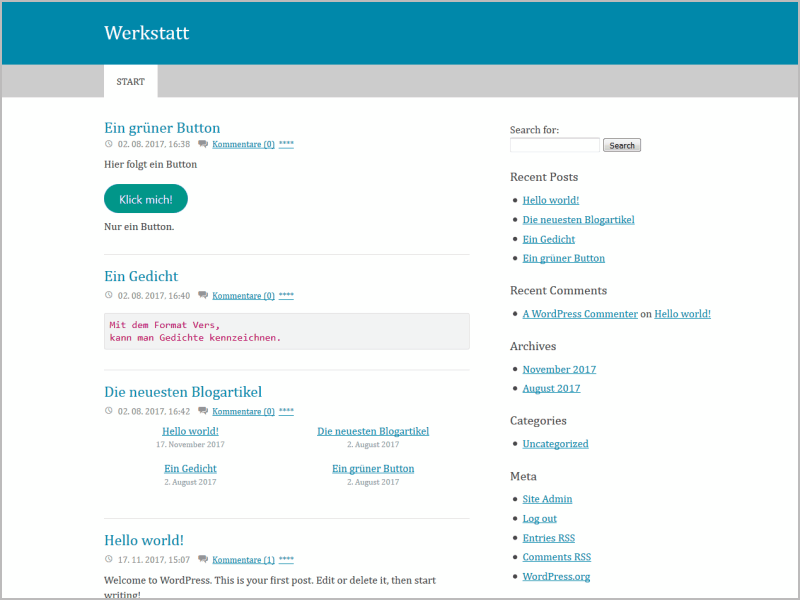 Werkstatt
START
Ein grüner Button
02. 08. 2017, 16:38 Kommentare (0) ****
Hier folgt ein Button
Klick mich!
Nur ein Button.
Ein Gedicht
02. 08. 2017, 16:40 Kommentare (0) ****
Mit dem Format Vers,
kann man Gedichte kennzeichnen.
Die neuesten Blogartikel
02. 08. 2017, 16:42 Kommentare (0) ****
Hello world! Die neuesten Blogartikel
17. November 2017 2. August 2017
Ein Gedicht Ein grüner Button
2. August 2017 2. August 2017
Hello world!
17. 11. 2017, 15:07 Kommentare (1) ****
Welcome to WordPress. This is your first post. Edit or delete it, then start
writing!
Search for:
Search
Recent Posts
Hello world!
Die neuesten Blogartikel
Ein Gedicht
Ein grüner Button
Recent Comments
A WordPress Commenter on Hello world!
Archives
November 2017
August 2017
Categories
Uncategorized
Meta
Site Admin
Log out
Entries RSS
Comments RSS
WordPress.org